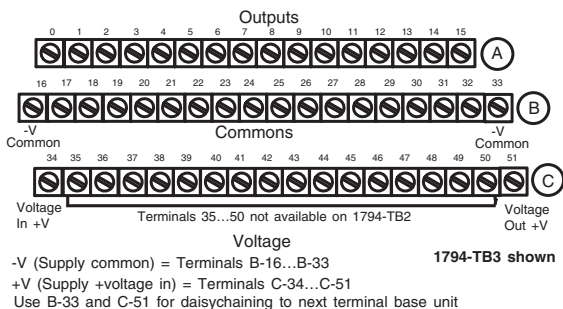 Outputs
0 1 2 3 4 5 6 7 8 9 10 11 12 13 14 15
A
16 17 18 19 20 21 22 23 24 25 26 27 28 29 30 31 32 33
B
-V
Common
Commons
-V
Common
34 35 36 37 38 39 40 41 42 43 44 45 46 47 48 49 50 51
C
Voltage
In +V
Terminals 35...50 not available on 1794-TB2
Voltage
Out +V
Voltage
1794-TB3 shown
-V (Supply common) = Terminals B-16...B-33
+V (Supply +voltage in) = Terminals C-34...C-51
Use B-33 and C-51 for daisychaining to next terminal base unit